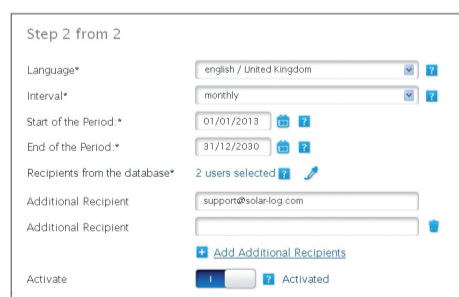 Step 2 from 2
Language* english / United Kingdom ?
Interval* monthly ?
Start of the Period:* 01/01/2013 ?
End of the Period:* 31/12/2030 ?
Recipients from the database* 2 users selected ?
Additional Recipient support@solar-log.com
Additional Recipient
+ Add Additional Recipients
Activate I ? Activated